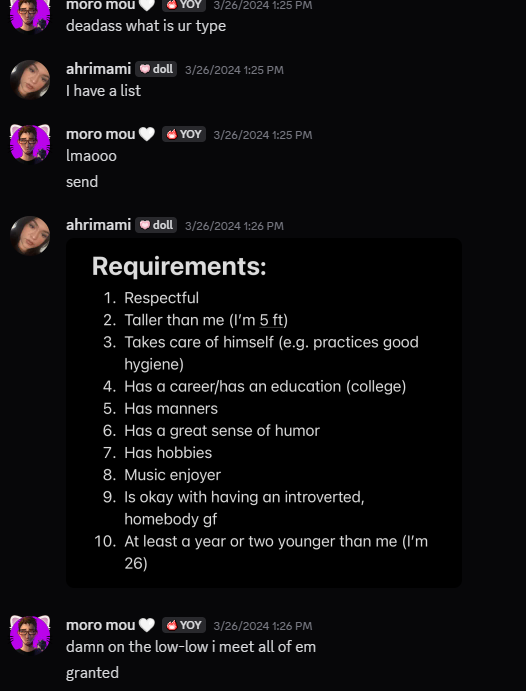 moro mou🤍 🔥 YOY 3/26/2024 1:25 PM
deadass what is ur type
ahrimami 🩷 doll 3/26/2024 1:25 PM
I have a list
moro mou🤍 🔥 YOY 3/26/2024 1:25 PM
lmaooo
send
ahrimami 🩷 doll 3/26/2024 1:26 PM
Requirements:
1. Respectful
2. Taller than me (I'm 5 ft)
3. Takes care of himself (e.g. practices good
hygiene)
4. Has a career/has an education (college)
5. Has manners
6. Has a great sense of humor
7. Has hobbies
8. Music enjoyer
9. Is okay with having an introverted,
homebody gf
10. At least a year or two younger than me (I'm
26)
moro mou🤍 🔥 YOY 3/26/2024 1:26 PM
damn on the low-low i meet all of em
granted